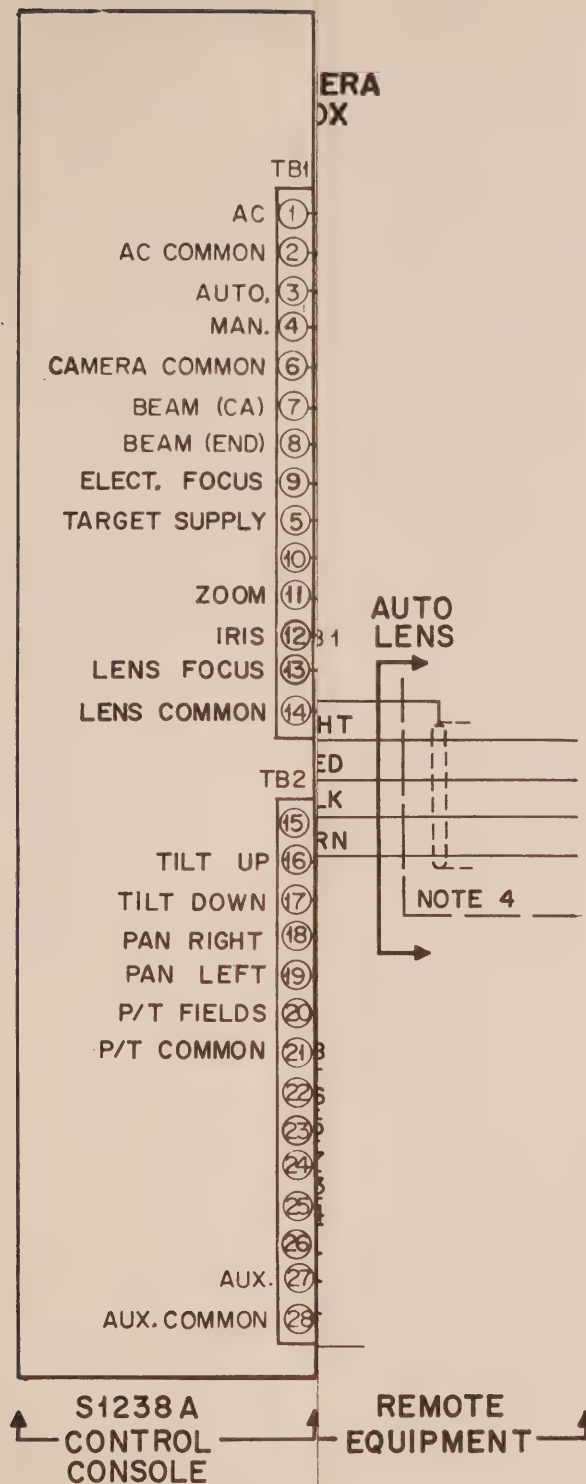 ERA
OX
TB1
AC 1
AC COMMON 2
AUTO. 3
MAN. 4
CAMERA COMMON 6
BEAM (CA) 7
BEAM (END) 8
ELECT. FOCUS 9
TARGET SUPPLY 5
10
ZOOM 11
IRIS 12
LENS FOCUS 13
LENS COMMON 14
AUTO
LENS
HT
ED
LK
RN
NOTE 4
TB2
15
TILT UP 16
TILT DOWN 17
PAN RIGHT 18
PAN LEFT 19
P/T FIELDS 20
P/T COMMON 21
22
23
24
25
26
AUX. 27
AUX. COMMON 28
S1238A
CONTROL
CONSOLE
REMOTE
EQUIPMENT